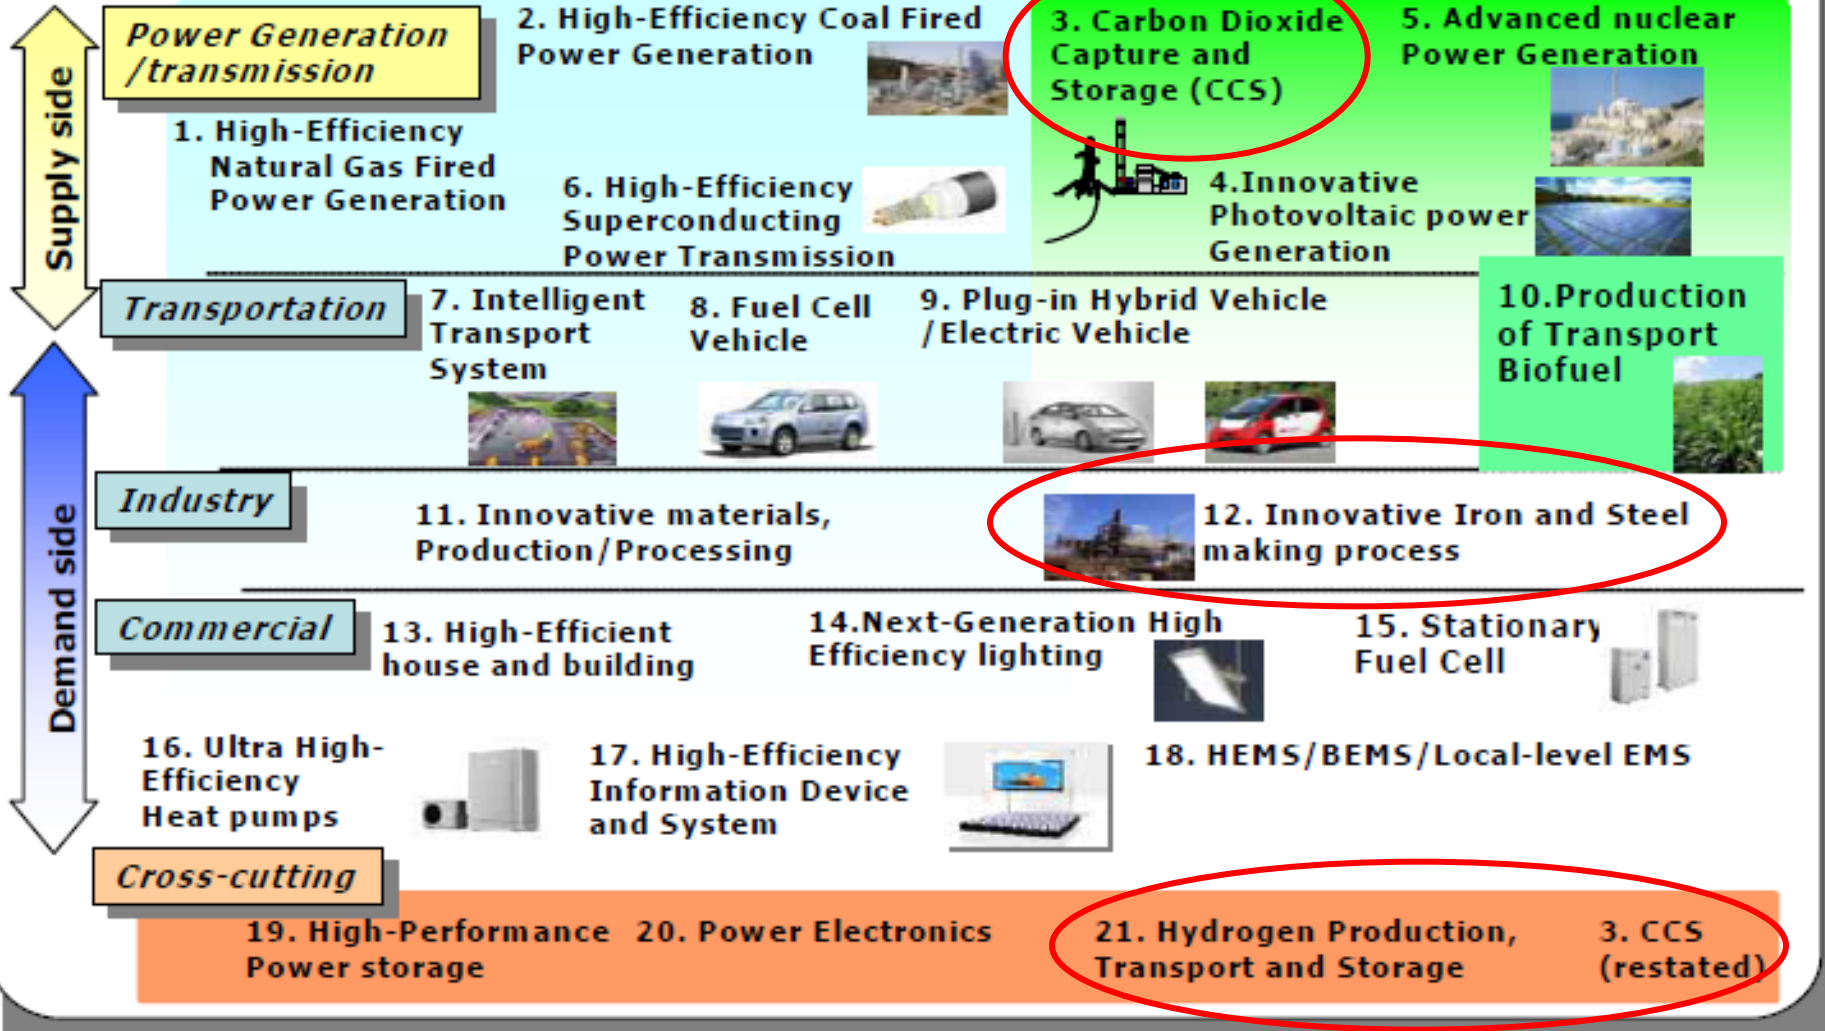 Supply side
Power Generation
/transmission
1. High-Efficiency
Natural Gas Fired
Power Generation
2. High-Efficiency Coal Fired
Power Generation
3. Carbon Dioxide
Capture and
Storage (CCS)
5. Advanced nuclear
Power Generation
6. High-Efficiency
Superconducting
Power Transmission
4.Innovative
Photovoltaic power
Generation
Demand side
Transportation
7. Intelligent
Transport
System
8. Fuel Cell
Vehicle
9. Plug-in Hybrid Vehicle
/Electric Vehicle
10.Production
of Transport
Biofuel
Industry
11. Innovative materials,
Production/Processing
12. Innovative Iron and Steel
making process
Commercial
13. High-Efficient
house and building
14.Next-Generation High
Efficiency lighting
15. Stationary
Fuel Cell
16. Ultra High-
Efficiency
Heat pumps
17. High-Efficiency
Information Device
and System
18. HEMS/BEMS/Local-level EMS
Cross-cutting
19. High-Performance
Power storage
20. Power Electronics
21. Hydrogen Production,
Transport and Storage
3. CCS
(restated)